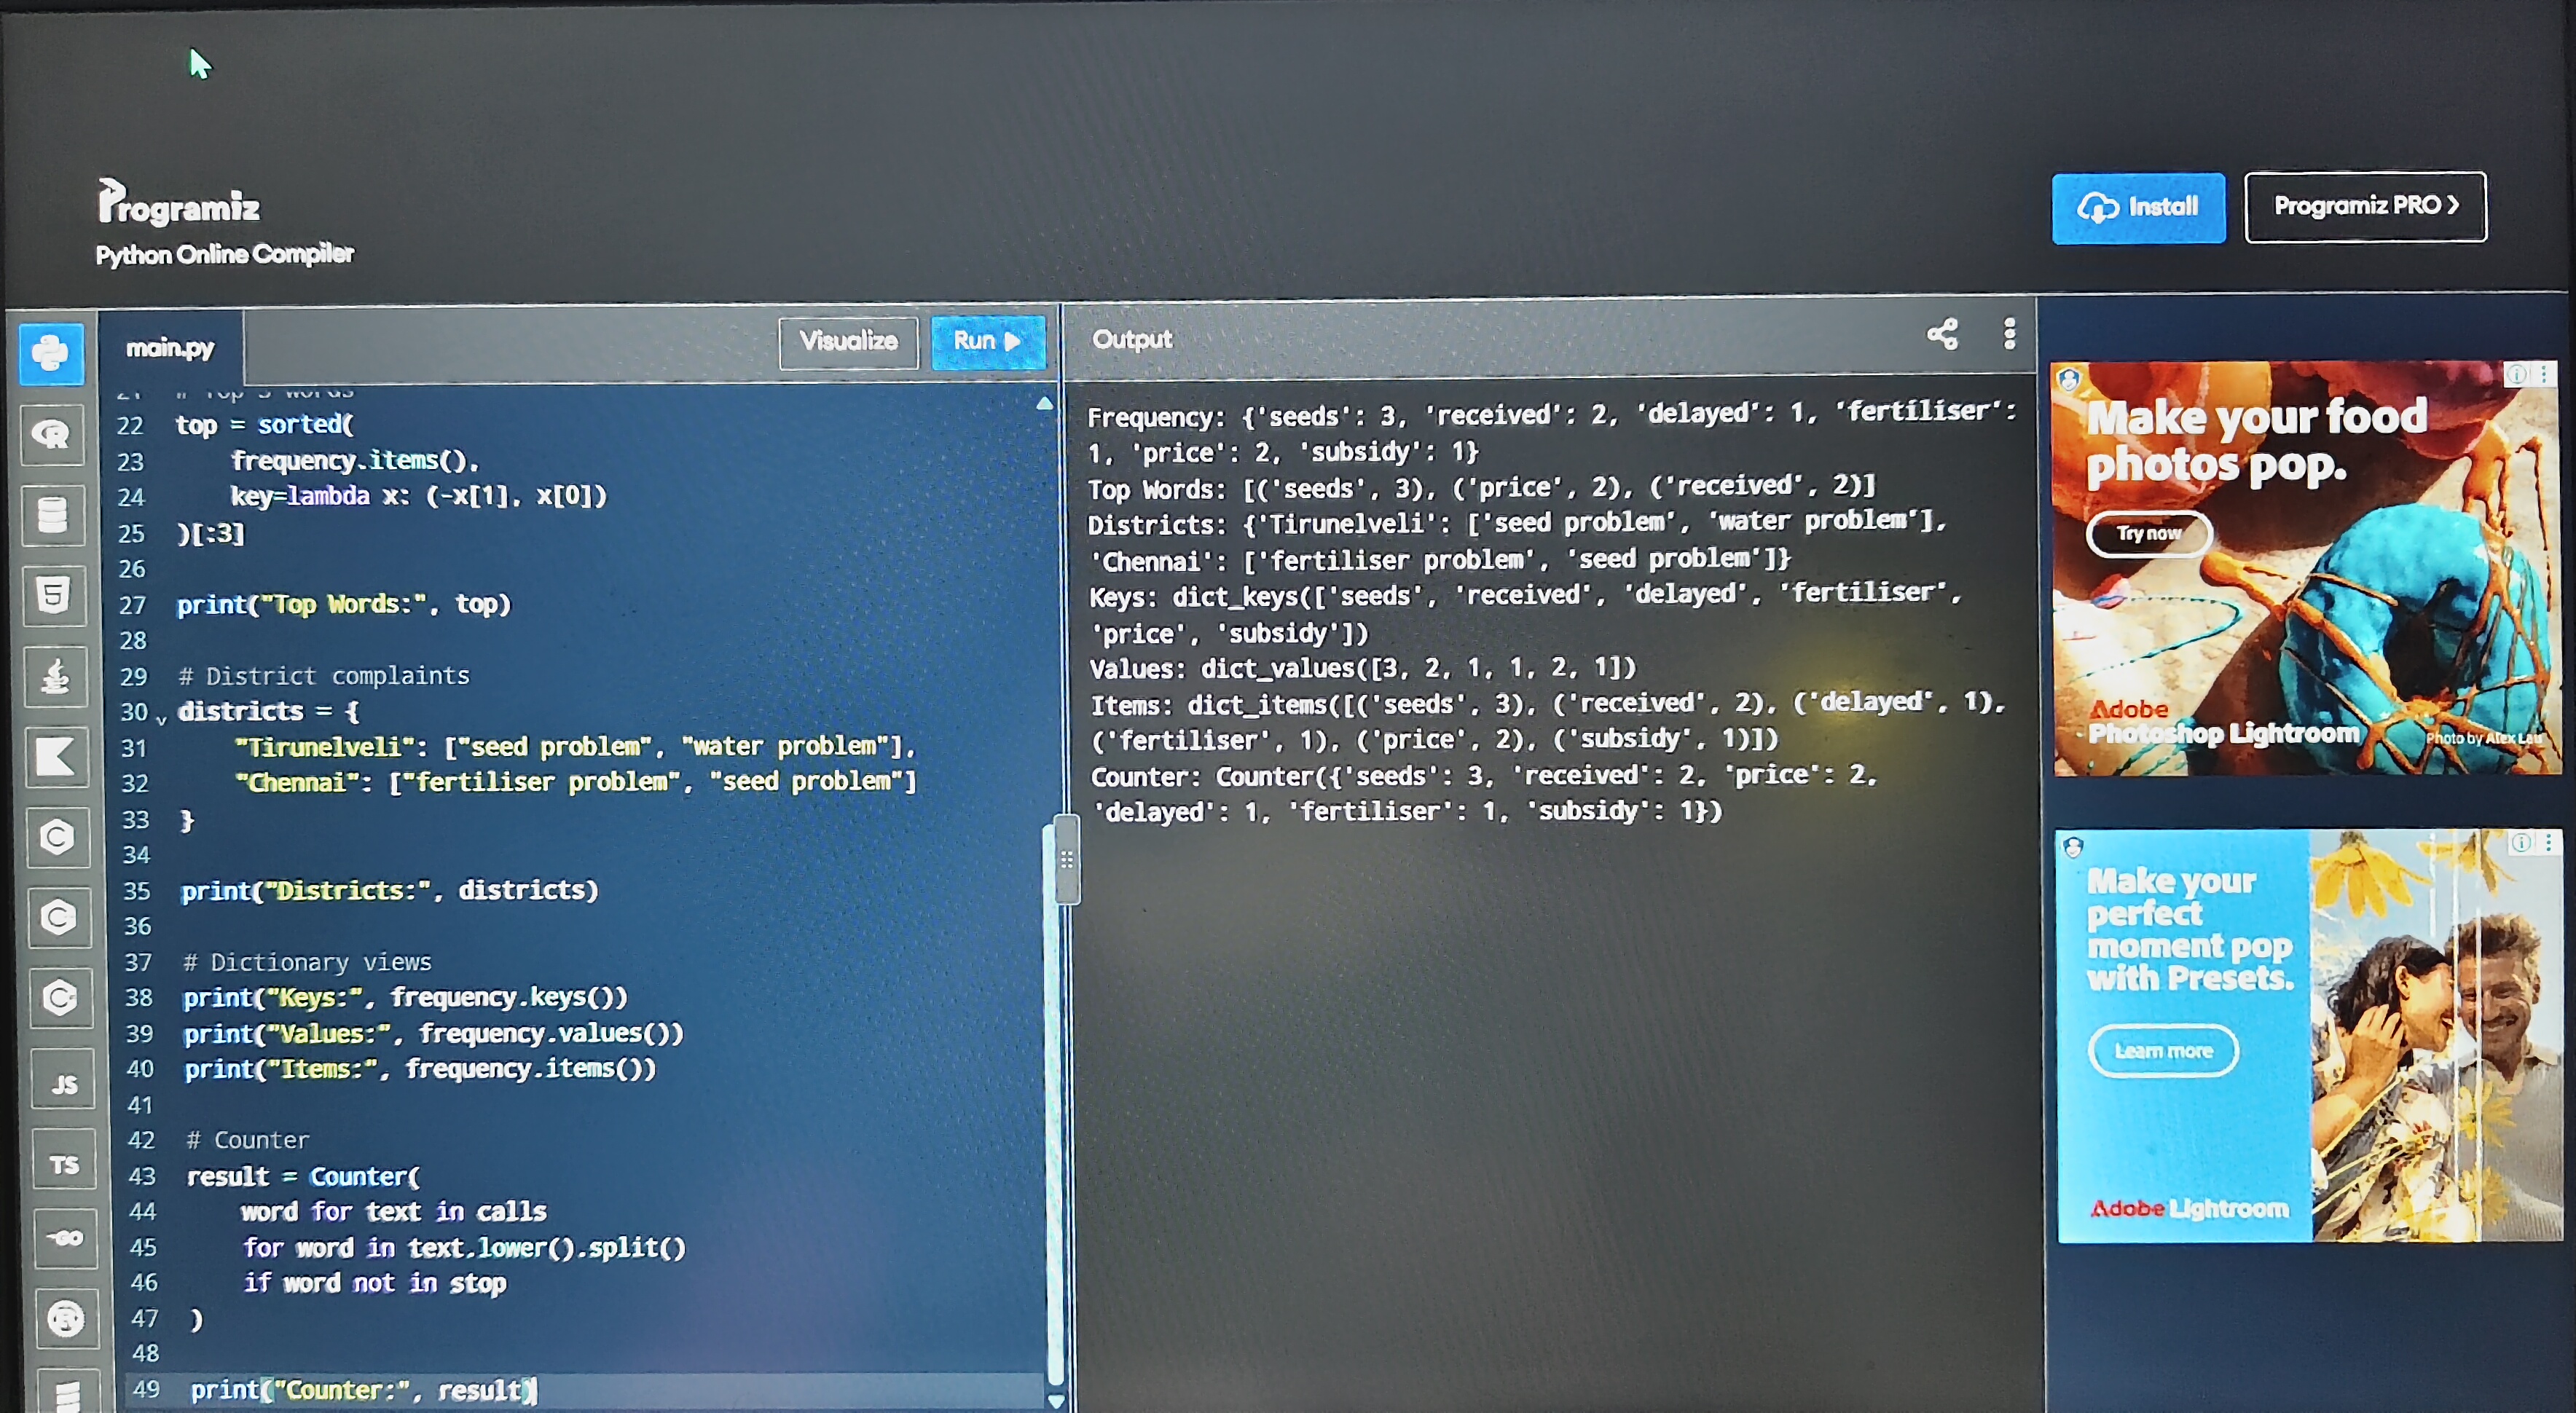 Programiz
Python Online Compiler
Install
Programiz PRO >
main.py
Visualize
Run
Output
21 # Top 3 words
22 top = sorted(
23     frequency.items(),
24     key=lambda x: (-x[1], x[0])
25 )[:3]
26
27 print("Top Words:", top)
28
29 # District complaints
30 districts = {
31     "Tirunelveli": ["seed problem", "water problem"],
32     "Chennai": ["fertiliser problem", "seed problem"]
33 }
34
35 print("Districts:", districts)
36
37 # Dictionary views
38 print("Keys:", frequency.keys())
39 print("Values:", frequency.values())
40 print("Items:", frequency.items())
41
42 # Counter
43 result = Counter(
44     word for text in calls
45     for word in text.lower().split()
46     if word not in stop
47 )
48
49 print("Counter:", result)
Frequency: {'seeds': 3, 'received': 2, 'delayed': 1, 'fertiliser':
1, 'price': 2, 'subsidy': 1}
Top Words: [('seeds', 3), ('price', 2), ('received', 2)]
Districts: {'Tirunelveli': ['seed problem', 'water problem'],
'Chennai': ['fertiliser problem', 'seed problem']}
Keys: dict_keys(['seeds', 'received', 'delayed', 'fertiliser',
'price', 'subsidy'])
Values: dict_values([3, 2, 1, 1, 2, 1])
Items: dict_items([('seeds', 3), ('received', 2), ('delayed', 1),
('fertiliser', 1), ('price', 2), ('subsidy', 1)])
Counter: Counter({'seeds': 3, 'received': 2, 'price': 2,
'delayed': 1, 'fertiliser': 1, 'subsidy': 1})
JS
TS
GO
Make your food
photos pop.
Try now
Adobe
Photoshop Lightroom
Photo by Alex Lau
Make your
perfect
moment pop
with Presets.
Learn more
Adobe Lightroom